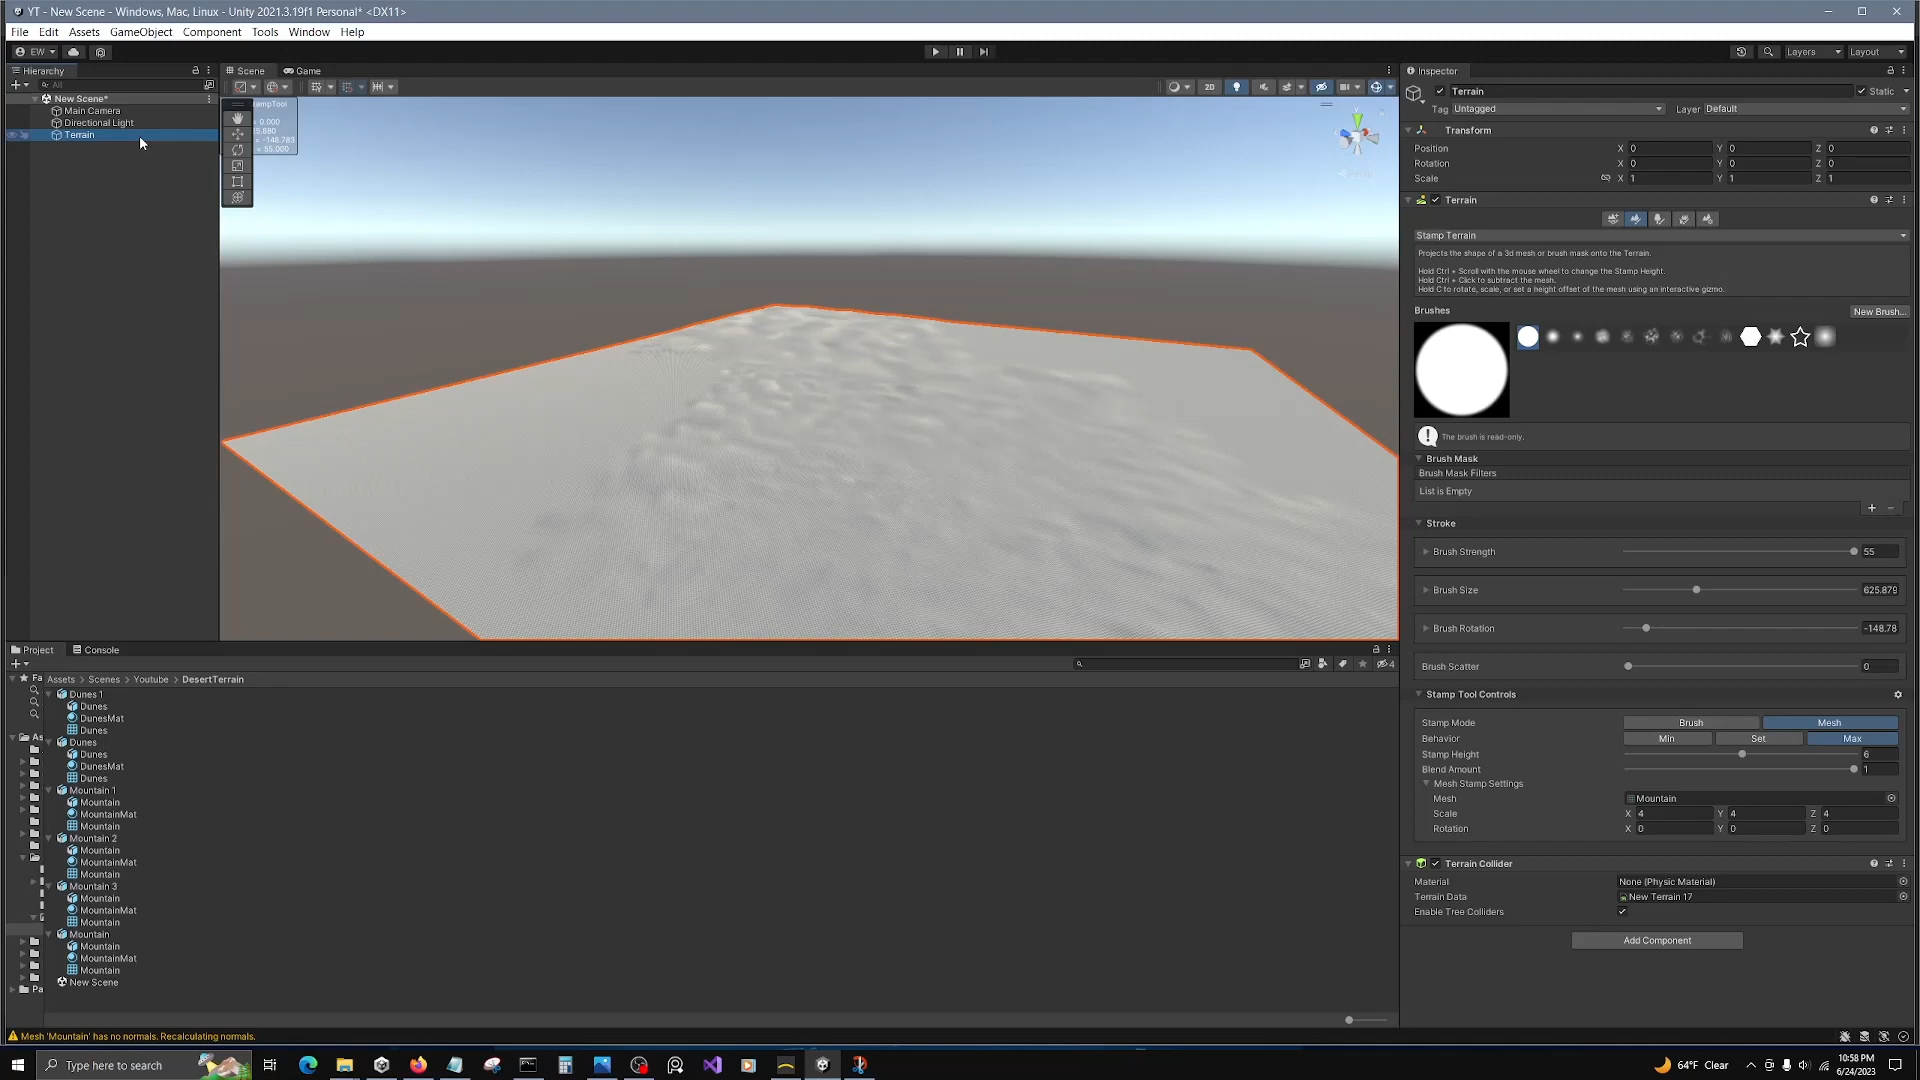 YT - New Scene - Windows, Mac, Linux - Unity 2021.3.19f1 Personal* <DX11>
File Edit Assets GameObject Component Tools Window Help
EW
Layers
Layout
Hierarchy
All
New Scene*
Main Camera
Directional Light
Terrain
Scene
Game
2D
= 0.000
= -148.783
= 55.000
Inspector
Terrain
Static
Tag Untagged
Layer Default
Transform
Position X 0 Y 0 Z 0
Rotation X 0 Y 0 Z 0
Scale X 1 Y 1 Z 1
Terrain
Stamp Terrain
Projects the shape of a 3d mesh or brush mask onto the Terrain.
Hold Ctrl + Scroll with the mouse wheel to change the Stamp Height.
Hold Ctrl + Click to subtract the mesh.
Hold C to rotate, scale, or set a height offset of the mesh using an interactive gizmo.
Brushes
New Brush...
The brush is read-only.
Brush Mask
Brush Mask Filters
List is Empty
Stroke
Brush Strength 55
Brush Size 625.879
Brush Rotation -148.78
Brush Scatter 0
Stamp Tool Controls
Stamp Mode Brush Mesh
Behavior Min Set Max
Stamp Height 6
Blend Amount 1
Mesh Stamp Settings
Mesh Mountain
Scale X 4 Y 4 Z 4
Rotation X 0 Y 0 Z 0
Terrain Collider
Material None (Physic Material)
Terrain Data New Terrain 17
Enable Tree Colliders
Add Component
Project
Console
4
Fa
As
Pa
Assets > Scenes > Youtube > DesertTerrain
Dunes 1
Dunes
DunesMat
Dunes
Dunes
Dunes
DunesMat
Dunes
Mountain 1
Mountain
MountainMat
Mountain
Mountain 2
Mountain
MountainMat
Mountain
Mountain 3
Mountain
MountainMat
Mountain
Mountain
Mountain
MountainMat
Mountain
New Scene
Mesh 'Mountain' has no normals. Recalculating normals.
Type here to search
64°F Clear
10:58 PM
6/24/2023